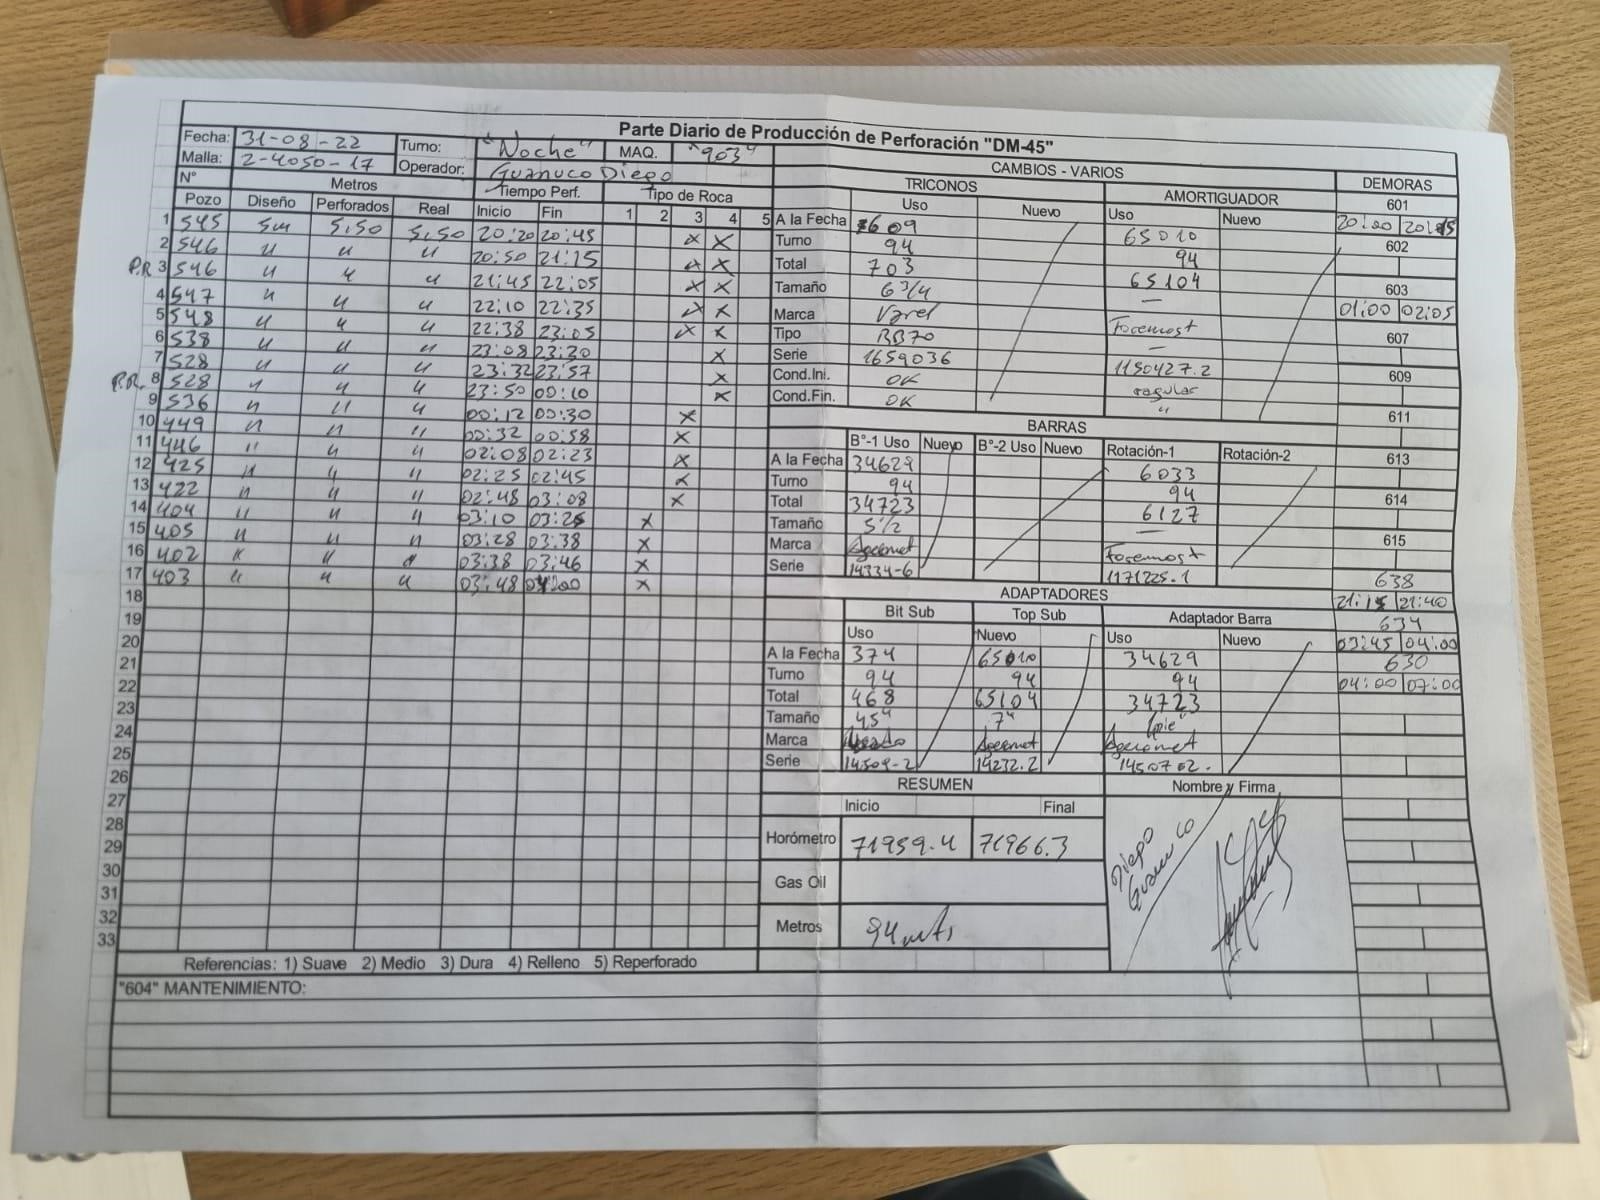 Parte Diario de Producción de Perforación "DM-45"
Fecha: 31-08-22 Turno: "Noche" MAQ. "903"
Malla: 2-4050-17 Operador: Guanuco Diego
N° Metros Tiempo Perf. Tipo de Roca
Pozo Diseño Perforados Real Inicio Fin 1 2 3 4 5
1 545 5m 5,50 5,50 20:20 20:45 x x
2 546 " " " 20:50 21:15 x x
P.R 3 546 " " " 21:45 22:05 x x
4 547 " " " 22:10 22:35 x x
5 548 " " " 22:38 23:05 x x
6 538 " " " 23:08 23:30 x
7 528 " " " 23:32 23:57 x
P.R. 8 528 " " " 23:50 00:10 x
9 536 " " " 00:12 00:30 x
10 449 " " " 00:32 00:58 x
11 446 " " " 02:08 02:23 x
12 425 " " " 02:25 02:45 x
13 422 " " " 02:48 03:08 x
14 404 " " " 03:10 03:25 x
15 405 " " " 03:28 03:38 x
16 402 " " " 03:38 03:46 x
17 403 " " " 03:48 04:00 x
18
19
20
21
22
23
24
25
26
27
28
29
30
31
32
33
Referencias: 1) Suave 2) Medio 3) Dura 4) Relleno 5) Reperforado
"604" MANTENIMIENTO:
CAMBIOS - VARIOS
TRICONOS AMORTIGUADOR
Uso Nuevo Uso Nuevo
A la Fecha 609 65010
Turno 94 94
Total 703 65104
Tamaño 6 3/4 —
Marca Varel Foremost
Tipo BB70 —
Serie 1659036 1150427.2
Cond.Ini. OK regular
Cond.Fin. OK "
BARRAS
B°-1 Uso Nuevo B°-2 Uso Nuevo Rotación-1 Rotación-2
A la Fecha 34629 6033
Turno 94 94
Total 34723 6127
Tamaño 5 1/2 —
Marca Foremost
Serie 14334-6 1171225.1
ADAPTADORES
Bit Sub Top Sub Adaptador Barra
Uso Nuevo Uso Nuevo
A la Fecha 374 65010 34629
Turno 94 94 94
Total 468 65104 34723
Tamaño 45" 7" pie"
Marca
Serie 14509-2 14232.2 1450702.
RESUMEN Nombre y Firma
Inicio Final
Horómetro 71959.4 71966.3
Gas Oil
Metros 94 mts
Diego
Guanuco
DEMORAS
601
20:00 20:15
602
603
01:00 02:05
607
609
611
613
614
615
638
21:15 21:40
634
03:45 04:00
630
04:00 07:00